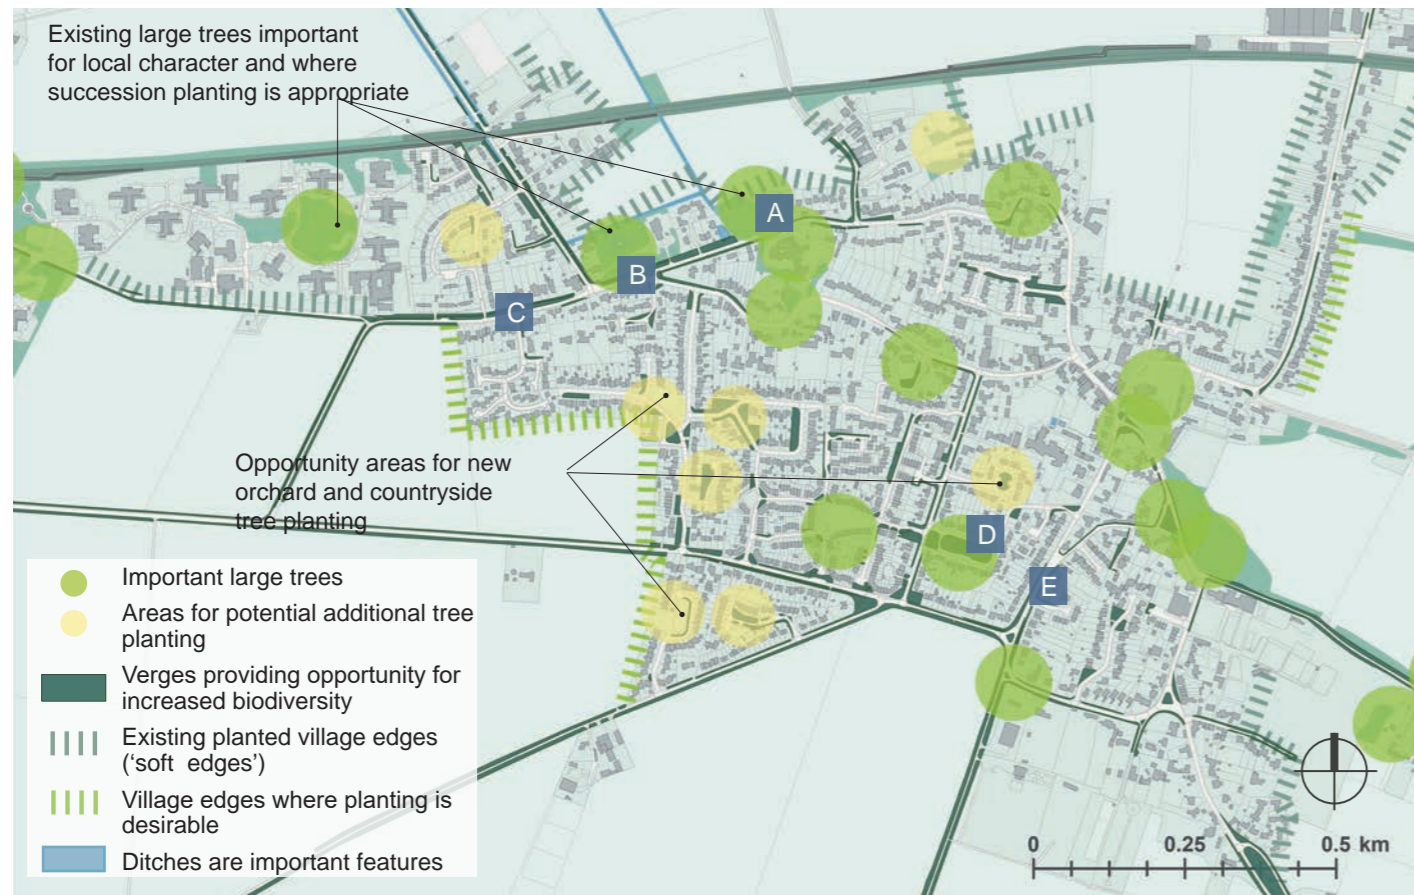 Existing large trees important
for local character and where
succession planting is appropriate
A
B
C
Opportunity areas for new
orchard and countryside
tree planting
D
E
Important large trees
Areas for potential additional tree
planting
Verges providing opportunity for
increased biodiversity
Existing planted village edges
(‘soft edges’)
Village edges where planting is
desirable
Ditches are important features
0 0.25 0.5 km